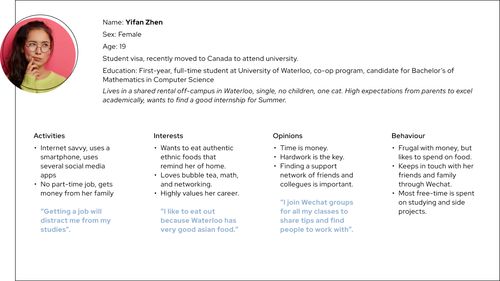 Name: Yifan Zhen
Sex: Female
Age: 19
Student visa, recently moved to Canada to attend university.
Education: First-year, full-time student at University of Waterloo, co-op program, candidate for Bachelor's of
Mathematics in Computer Science
Lives in a shared rental off-campus in Waterloo, single, no children, one cat. High expectations from parents to excel
academically, wants to find a good internship for Summer.
Activities
• Internet savvy, uses a
smartphone, uses
several social media
apps
• No part-time job, gets
money from her family
"Getting a job will
distract me from my
studies".
Interests
• Wants to eat authentic
ethnic foods that
remind her of home.
• Loves bubble tea, math,
and networking.
• Highly values her career.
"I like to eat out
because Waterloo has
very good asian food."
Opinions
• Time is money.
• Hardwork is the key.
• Finding a support
network of friends and
collegues is important.
"I join Wechat groups
for all my classes to
share tips and find
people to work with".
Behaviour
• Frugal with money, but
likes to spend on food.
• Keeps in touch with her
friends and family
through Wechat.
• Most free-time is spent
on studying and side
projects.